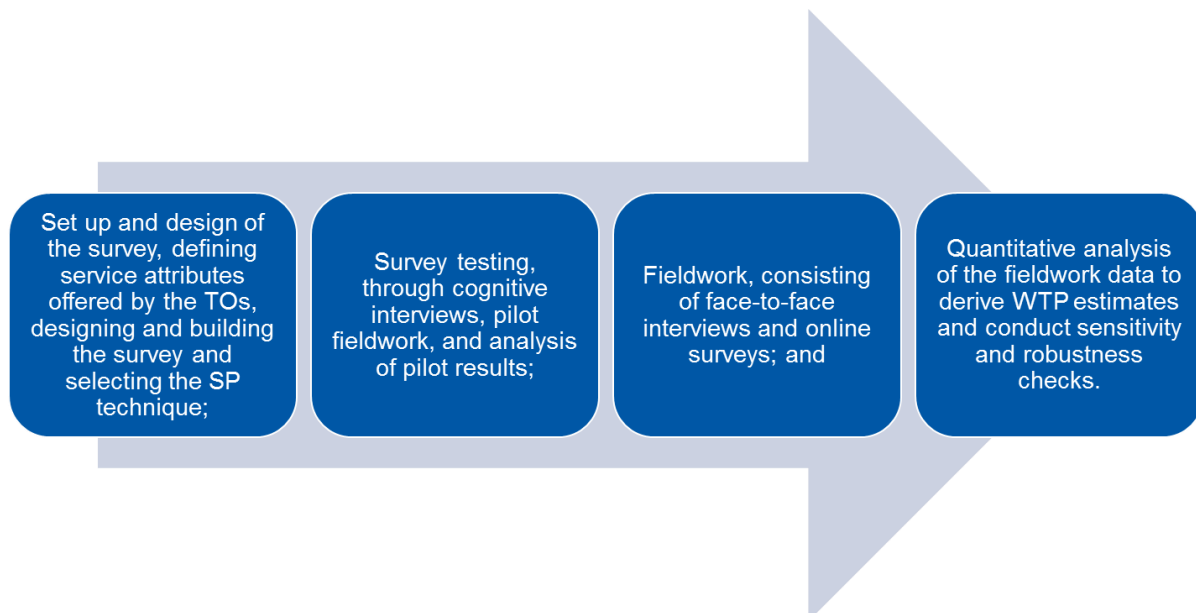 Set up and design of
the survey, defining
service attributes
offered by the TOs,
designing and building
the survey and
selecting the SP
technique;
Survey testing,
through cognitive
interviews, pilot
fieldwork, and analysis
of pilot results;
Fieldwork, consisting
of face-to-face
interviews and online
surveys; and
Quantitative analysis
of the fieldwork data to
derive WTP estimates
and conduct sensitivity
and robustness
checks.